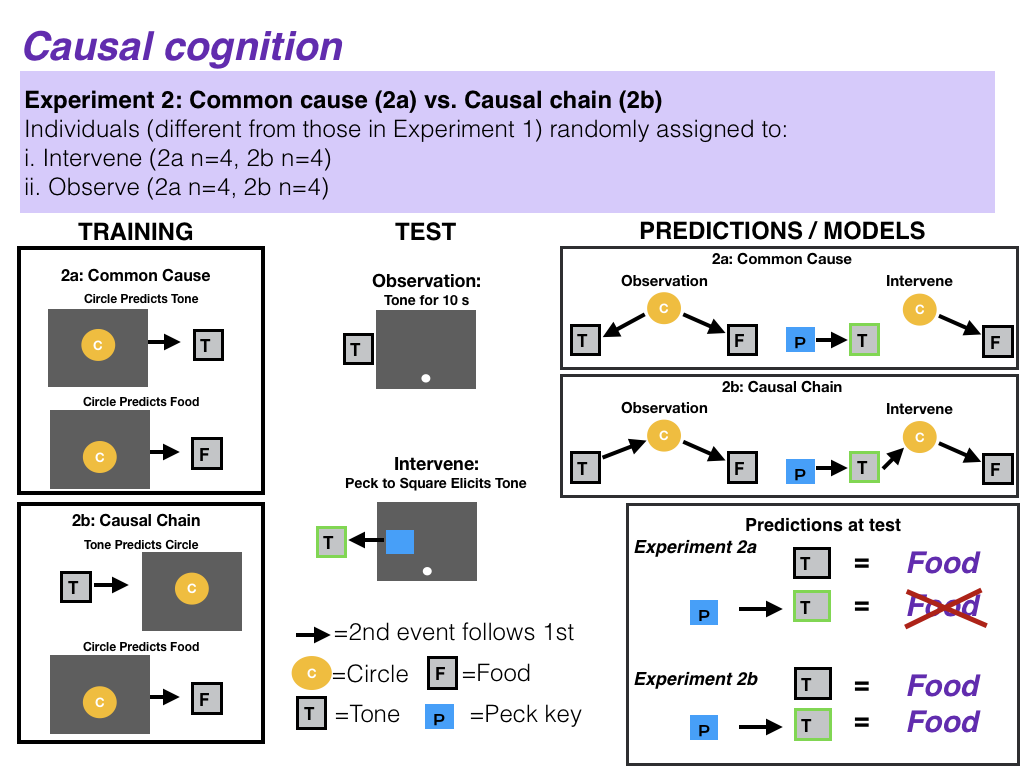 Causal cognition
Experiment 2: Common cause (2a) vs. Causal chain (2b)
Individuals (different from those in Experiment 1) randomly assigned to:
i. Intervene (2a n=4, 2b n=4)
ii. Observe (2a n=4, 2b n=4)
TRAINING
2a: Common Cause
Circle Predicts Tone
C
T
Circle Predicts Food
C
F
2b: Causal Chain
Tone Predicts Circle
T
C
Circle Predicts Food
C
F
TEST
Observation:
Tone for 10 s
T
Intervene:
Peck to Square Elicits Tone
T
=2nd event follows 1st
C =Circle F =Food
T =Tone P =Peck key
PREDICTIONS / MODELS
2a: Common Cause
Observation Intervene
C C
T F P T F
2b: Causal Chain
Observation Intervene
C C
T F P T F
Predictions at test
Experiment 2a
T = Food
P T = Food
Experiment 2b
T = Food
P T = Food